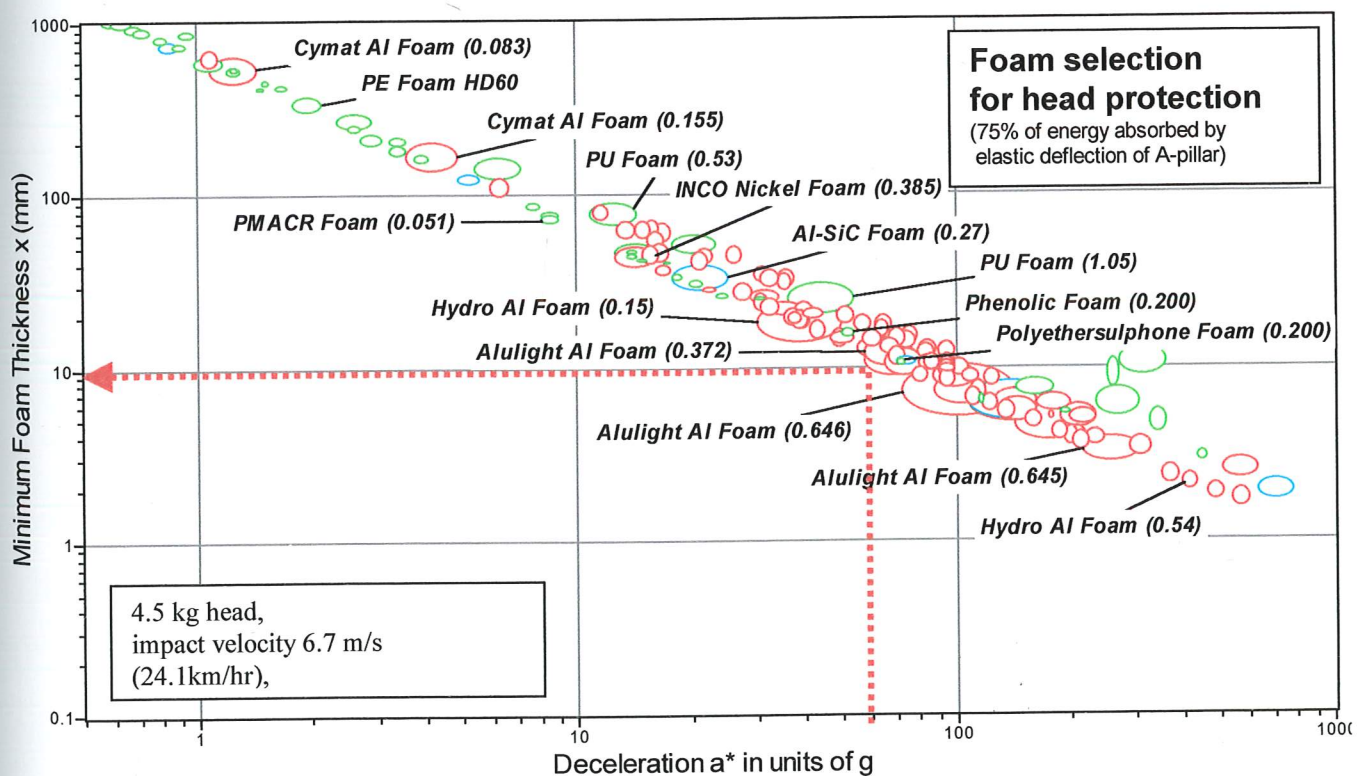 1000
100
10
1
0.1
Minimum Foam Thickness x (mm)
Cymat Al Foam (0.083)
PE Foam HD60
Cymat Al Foam (0.155)
PU Foam (0.53)
INCO Nickel Foam (0.385)
PMACR Foam (0.051)
Al-SiC Foam (0.27)
PU Foam (1.05)
Hydro Al Foam (0.15)
Phenolic Foam (0.200)
Polyethersulphone Foam (0.200)
Alulight Al Foam (0.372)
Alulight Al Foam (0.646)
Alulight Al Foam (0.645)
Hydro Al Foam (0.54)
Foam selection
for head protection
(75% of energy absorbed by
elastic deflection of A-pillar)
4.5 kg head,
impact velocity 6.7 m/s
(24.1km/hr),
1
10
100
1000
Deceleration a* in units of g